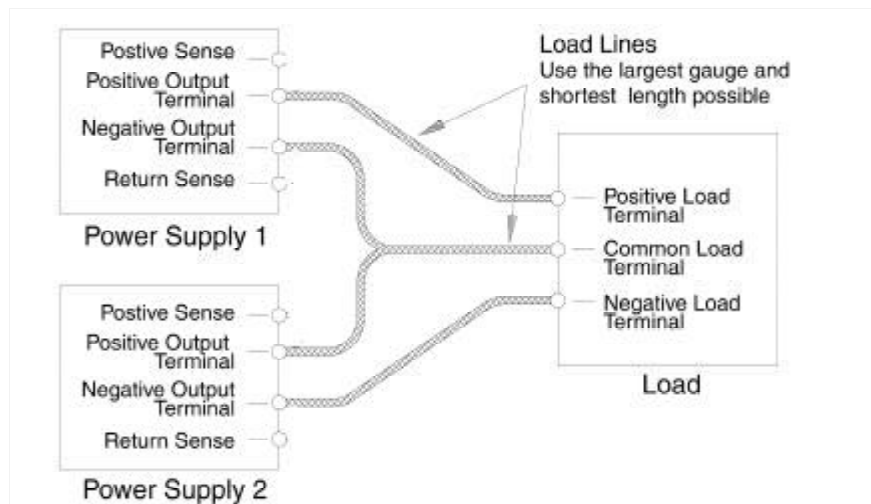 Postive Sense
Positive Output
Terminal
Negative Output
Terminal
Return Sense
Power Supply 1
Load Lines
Use the largest gauge and
shortest length possible
Positive Load
Terminal
Common Load
Terminal
Negative Load
Terminal
Load
Postive Sense
Positive Output
Terminal
Negative Output
Terminal
Return Sense
Power Supply 2